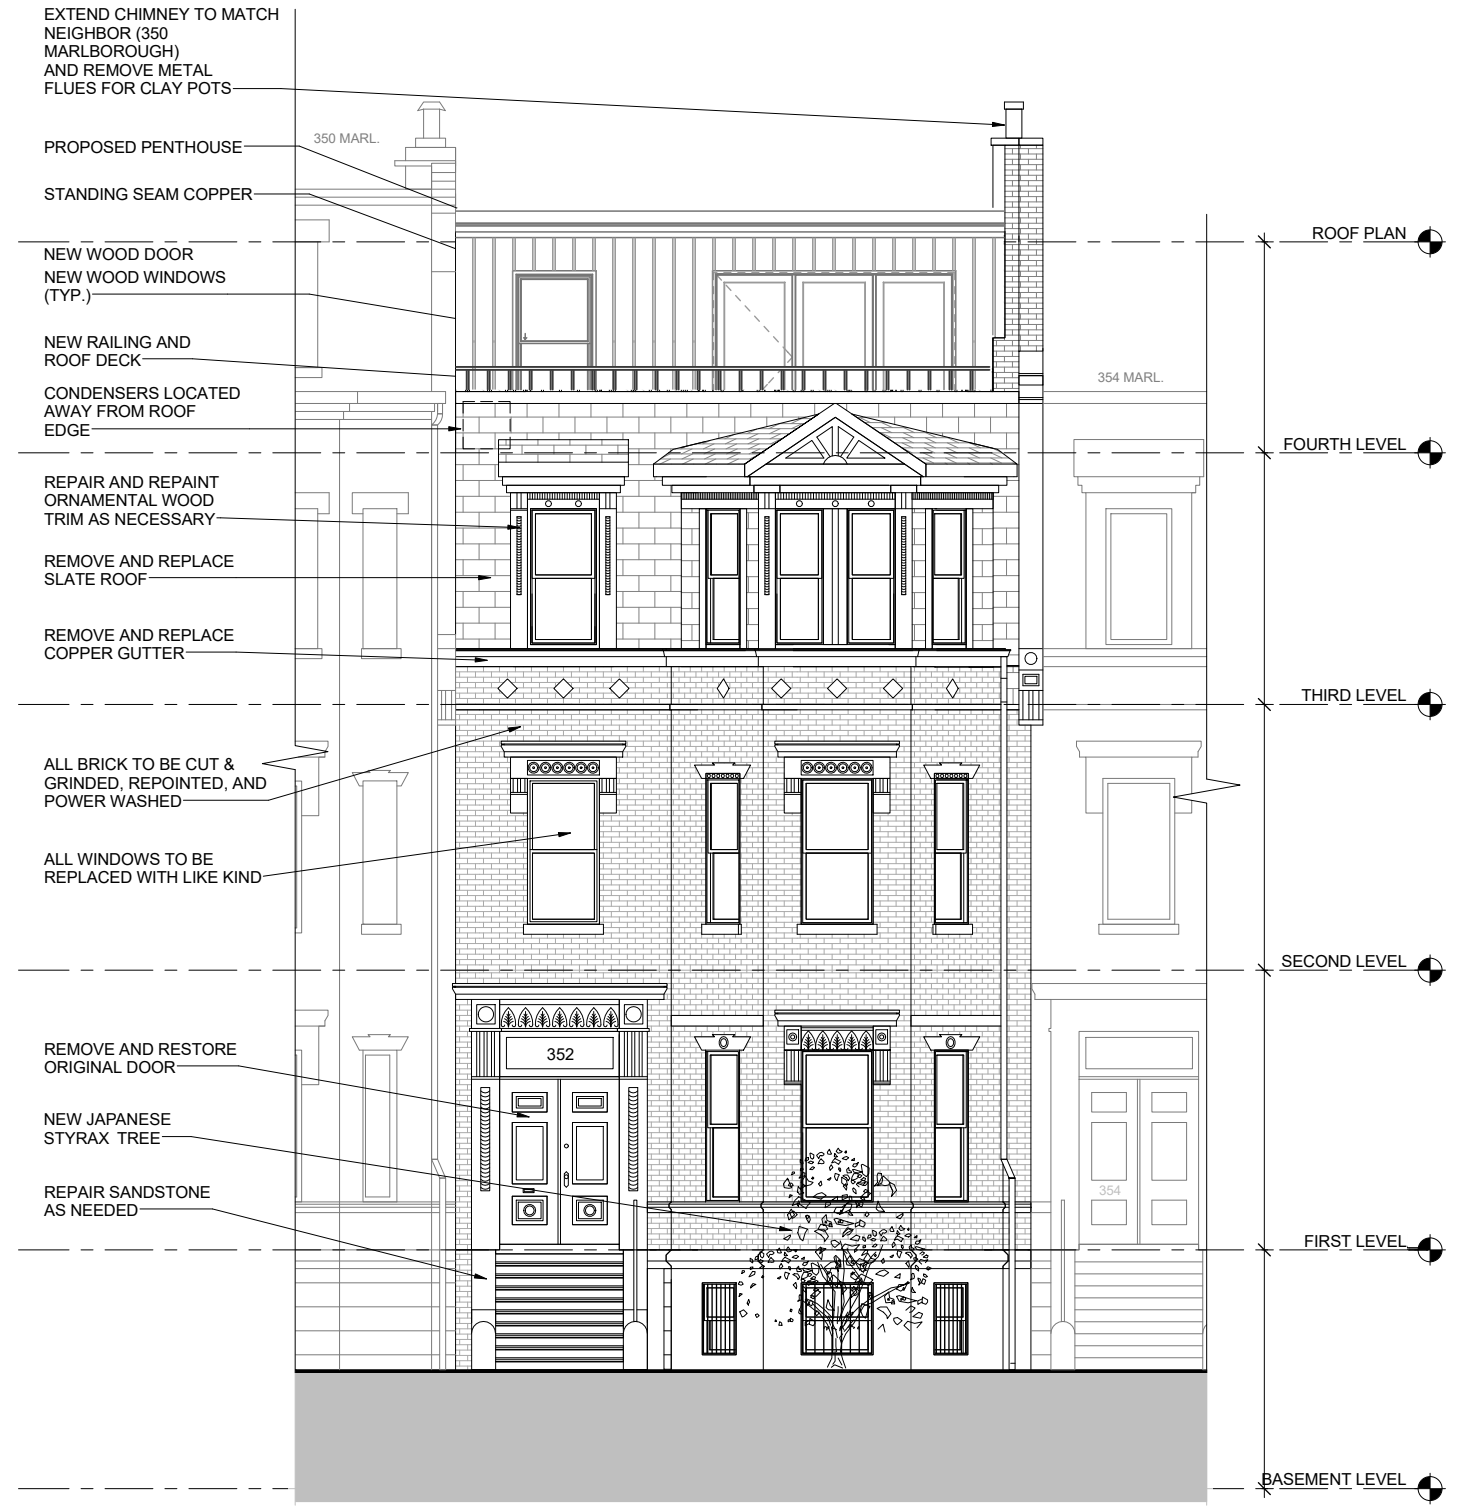 EXTEND CHIMNEY TO MATCH
NEIGHBOR (350
MARLBOROUGH)
AND REMOVE METAL
FLUES FOR CLAY POTS
350 MARL.
PROPOSED PENTHOUSE
STANDING SEAM COPPER
ROOF PLAN
NEW WOOD DOOR
NEW WOOD WINDOWS
(TYP.)
NEW RAILING AND
ROOF DECK
354 MARL.
CONDENSERS LOCATED
AWAY FROM ROOF
EDGE
FOURTH LEVEL
REPAIR AND REPAINT
ORNAMENTAL WOOD
TRIM AS NECESSARY
REMOVE AND REPLACE
SLATE ROOF
REMOVE AND REPLACE
COPPER GUTTER
THIRD LEVEL
ALL BRICK TO BE CUT &
GRINDED, REPOINTED, AND
POWER WASHED
ALL WINDOWS TO BE
REPLACED WITH LIKE KIND
SECOND LEVEL
REMOVE AND RESTORE
ORIGINAL DOOR
352
NEW JAPANESE
STYRAX TREE
REPAIR SANDSTONE
AS NEEDED
354
FIRST LEVEL
BASEMENT LEVEL